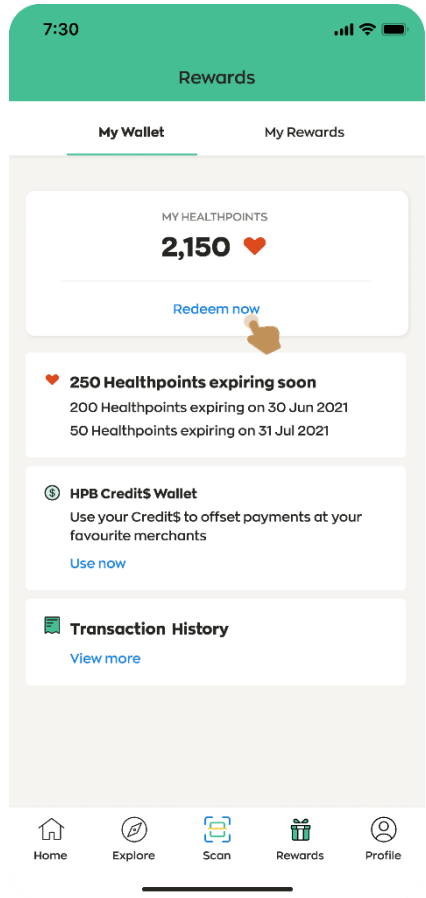 7:30
Rewards
My Wallet
My Rewards
MY HEALTHPOINTS
2,150
Redeem now
250 Healthpoints expiring soon
200 Healthpoints expiring on 30 Jun 2021
50 Healthpoints expiring on 31 Jul 2021
$ HPB Credit$ Wallet
Use your Credit$ to offset payments at your
favourite merchants
Use now
Transaction History
View more
Home
Explore
Scan
Rewards
Profile